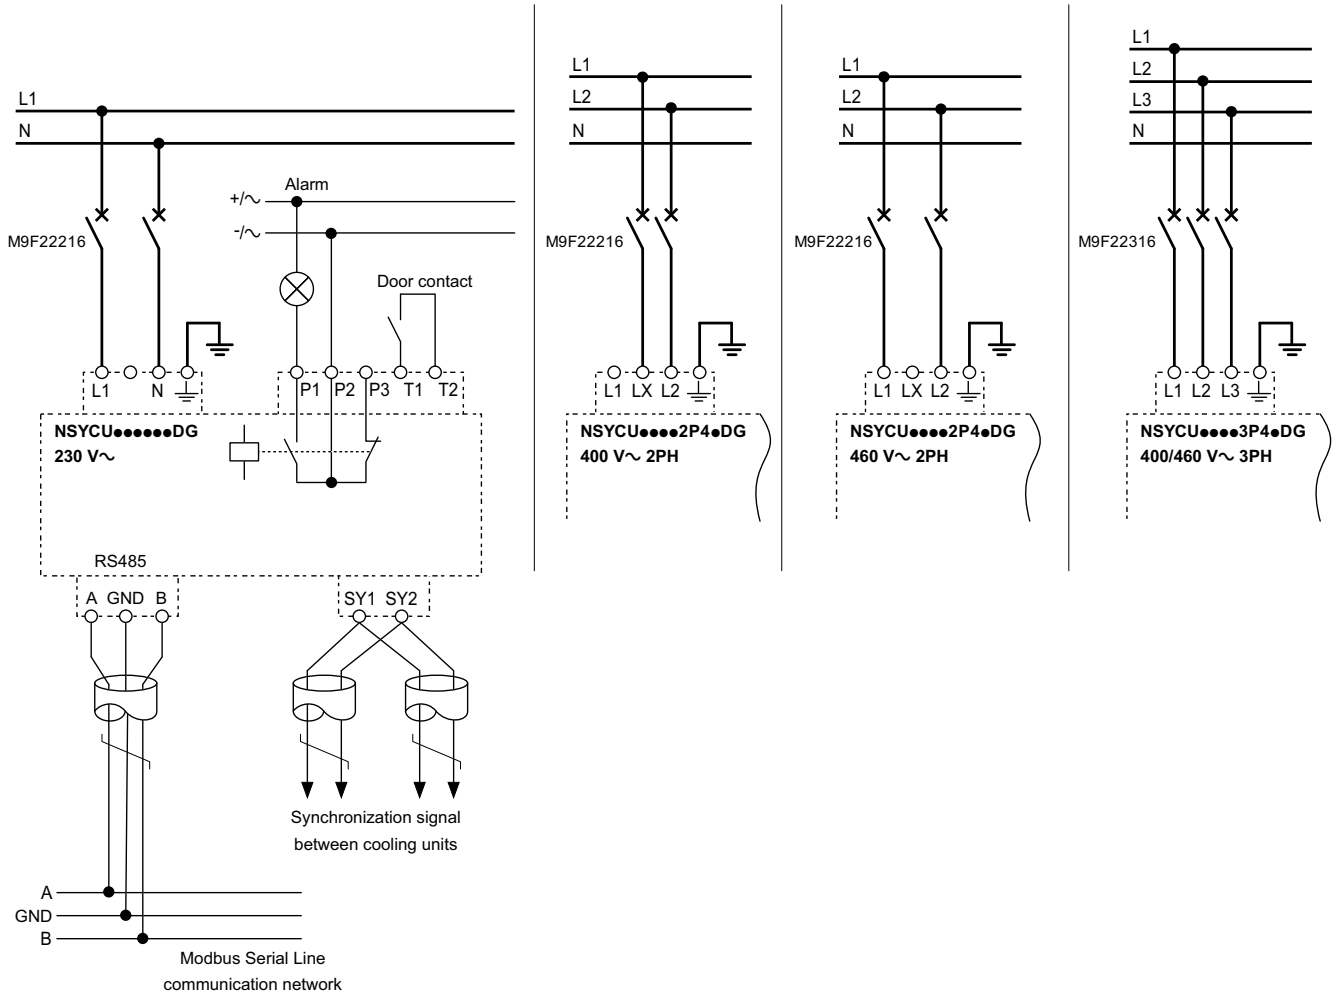 L1
N
Alarm
+/∿
-/∿
M9F22216
Door contact
L1 N P1 P2 P3 T1 T2
NSYCU●●●●●●DG
230 V∿
RS485
A GND B
SY1 SY2
Synchronization signal
between cooling units
A
GND
B
Modbus Serial Line
communication network
L1
L2
N
M9F22216
L1 LX L2
NSYCU●●●●2P4●DG
400 V∿ 2PH
L1
L2
N
M9F22216
L1 LX L2
NSYCU●●●●2P4●DG
460 V∿ 2PH
L1
L2
L3
N
M9F22316
L1 L2 L3
NSYCU●●●●3P4●DG
400/460 V∿ 3PH